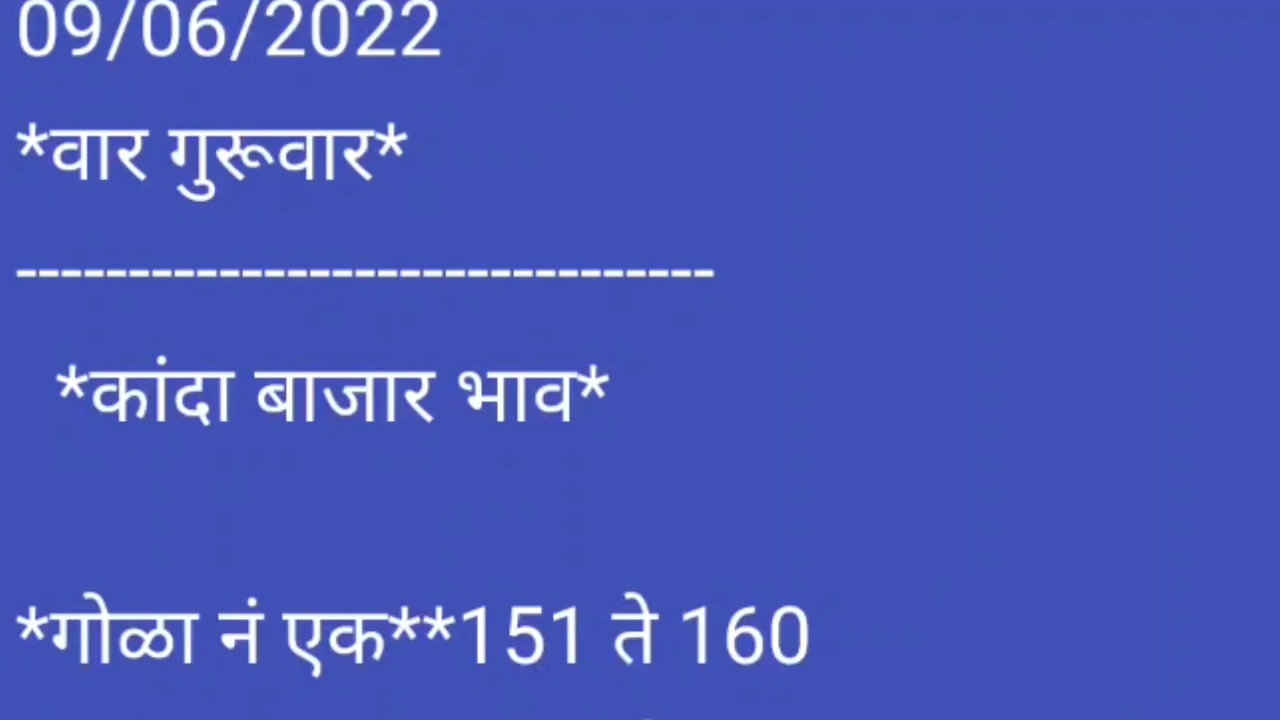 09/06/2022
*वार गुरूवार*
-------------------------------
*कांदा बाजार भाव*
*गोळा नं एक**151 ते 160